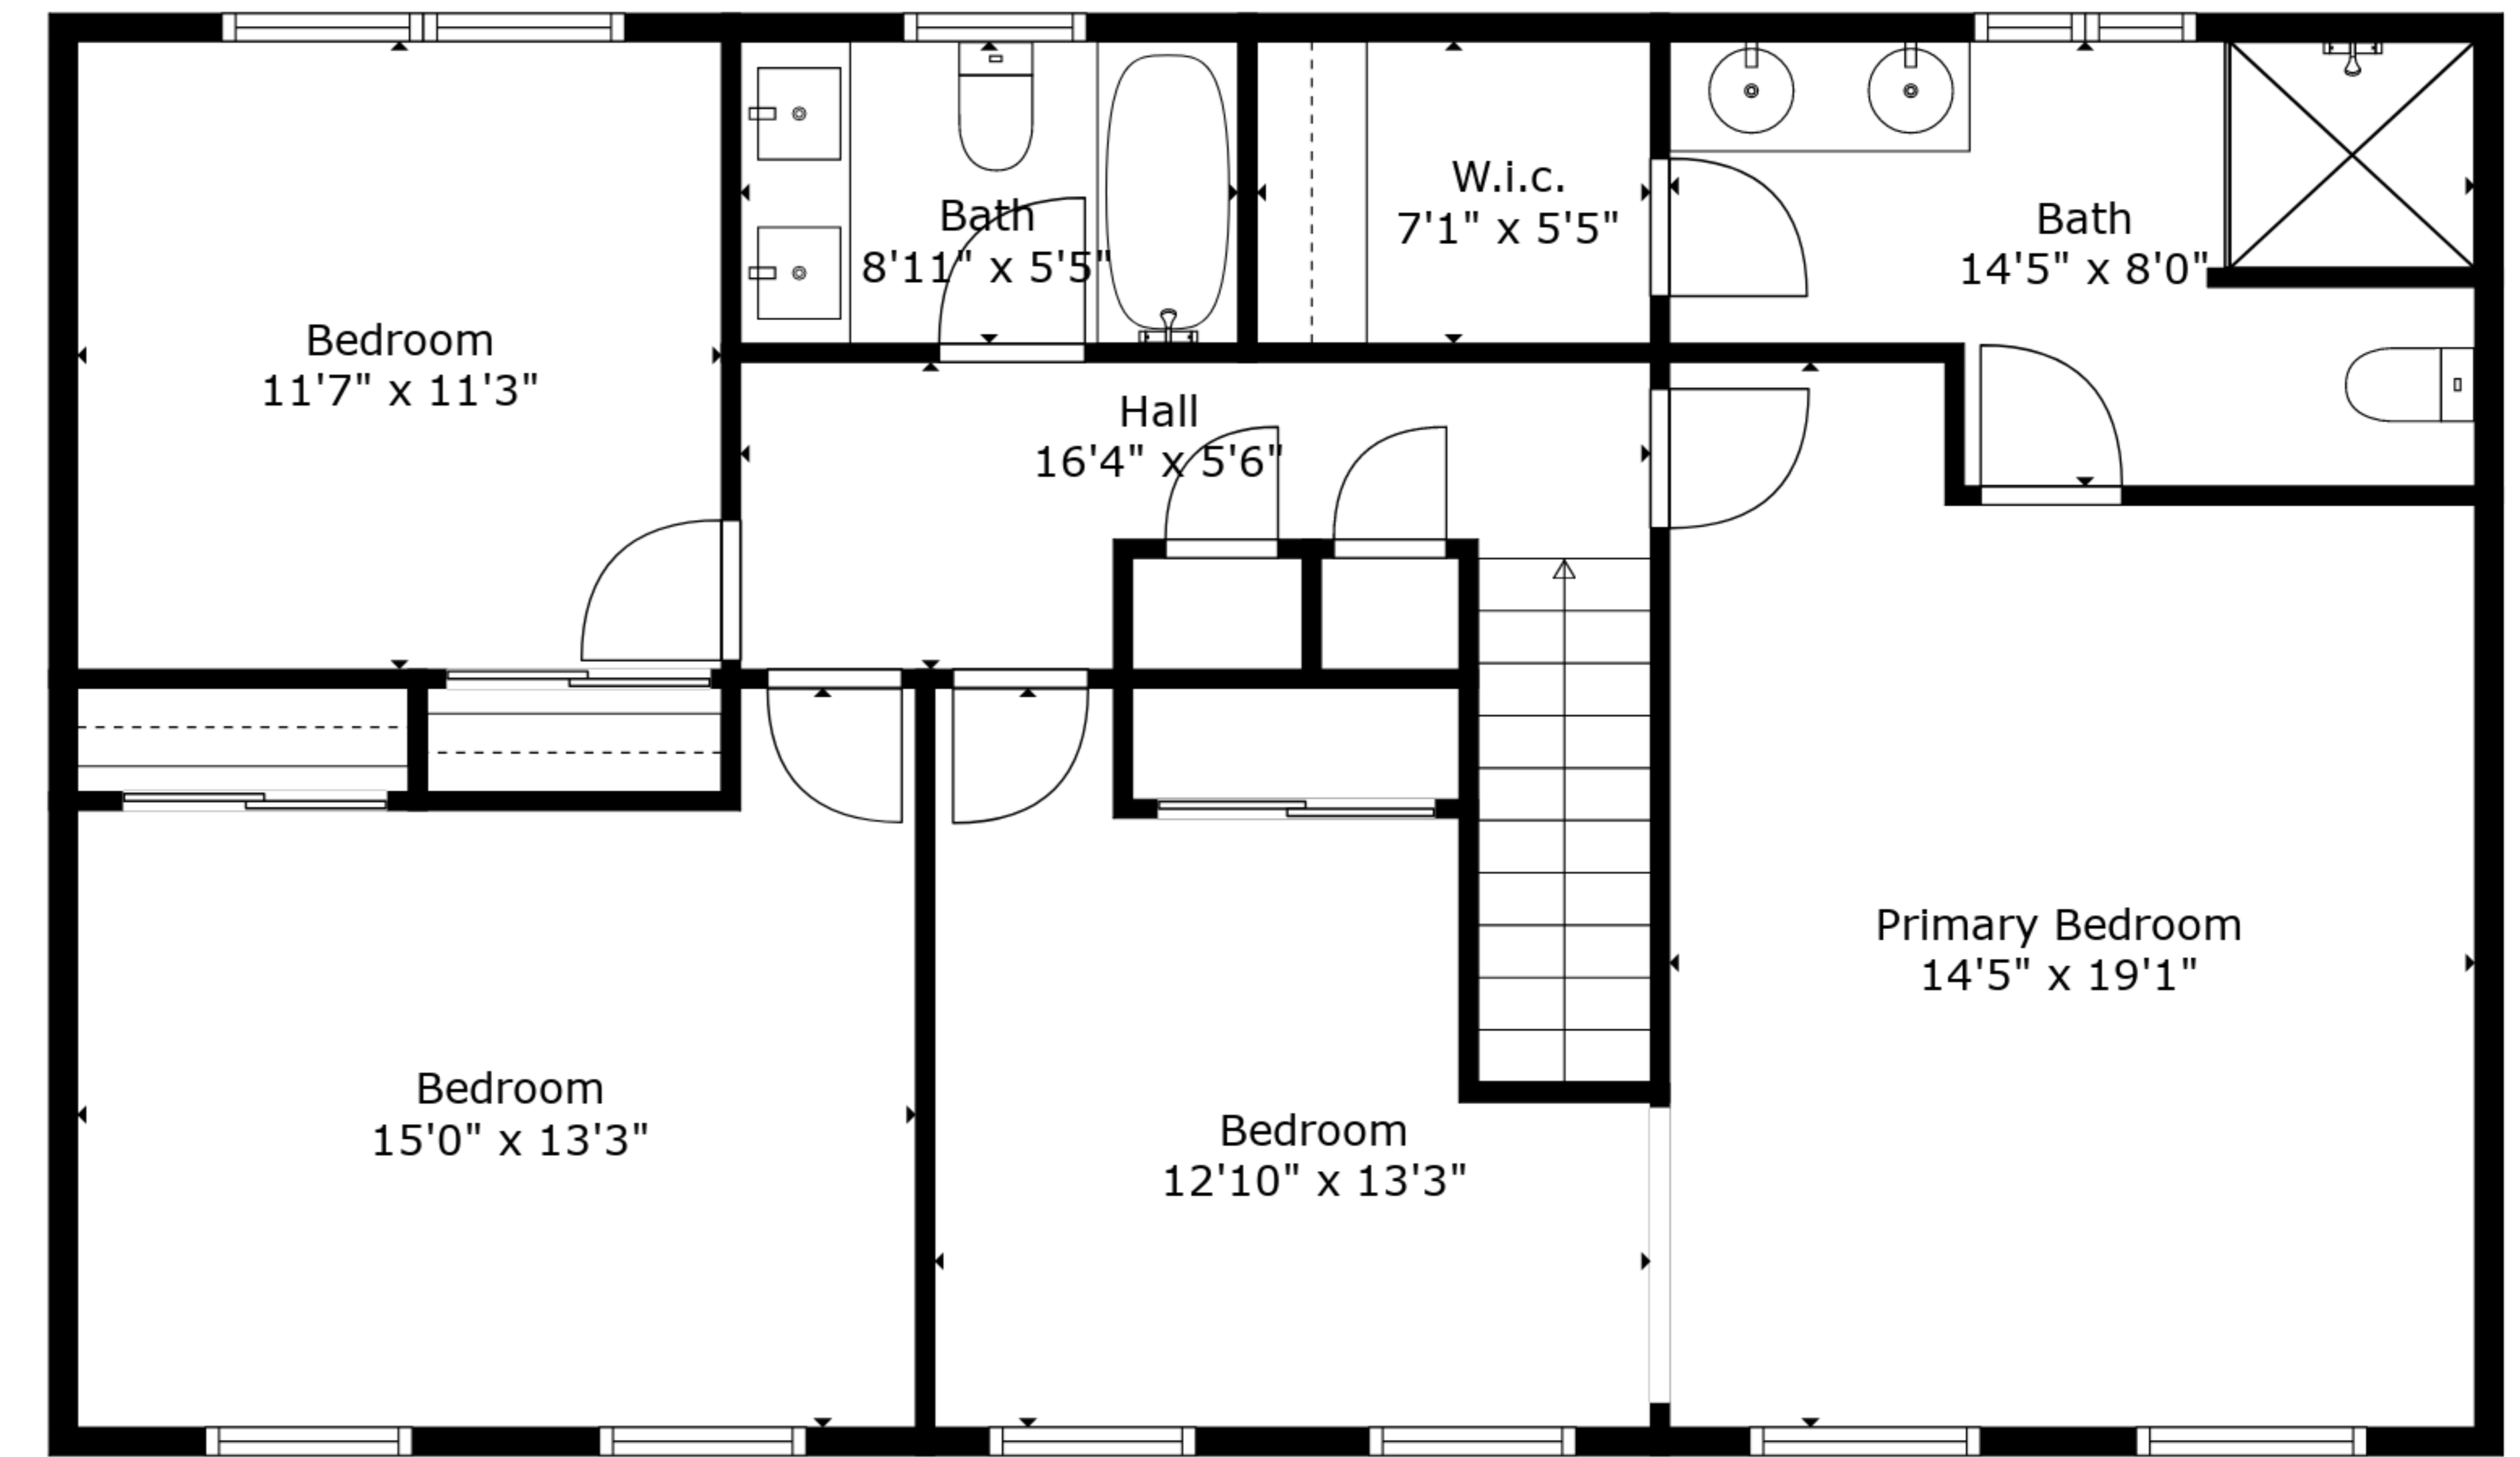 W.i.c.
7'1" x 5'5"
Bath
8'11" x 5'5"
Bath
14'5" x 8'0"
Bedroom
11'7" x 11'3"
Hall
16'4" x 5'6"
Primary Bedroom
14'5" x 19'1"
Bedroom
15'0" x 13'3"
Bedroom
12'10" x 13'3"